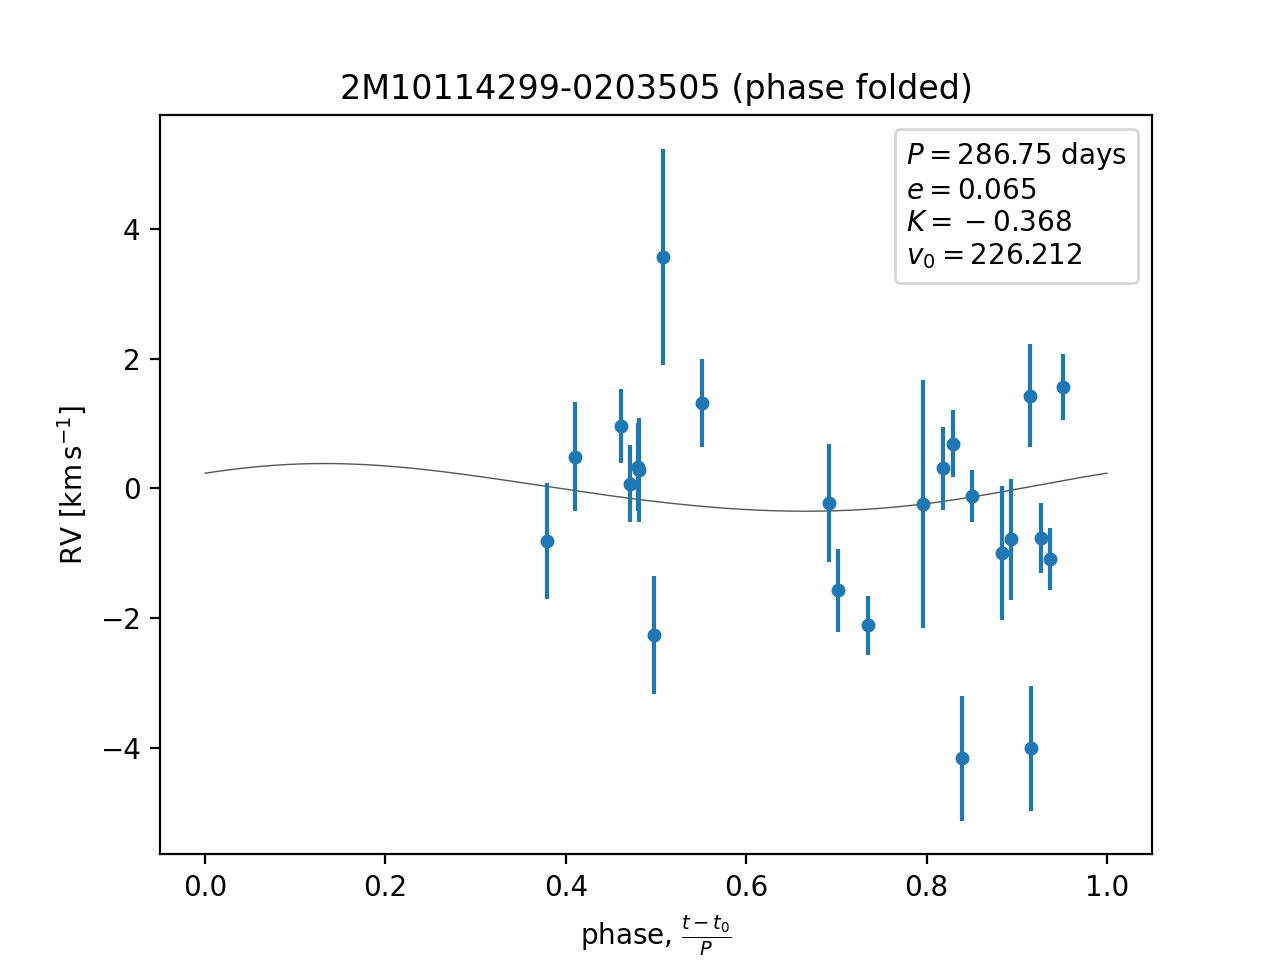 2M10114299-0203505 (phase folded)
P = 286.75 days
e = 0.065
K = −0.368
v₀ = 226.212
4
2
0
−2
−4
RV [km s⁻¹]
0.0 0.2 0.4 0.6 0.8 1.0
phase, (t − t₀)/P